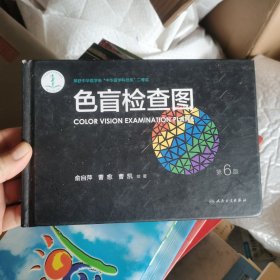 色盲检查图
COLOR VISION EXAMINATION PLATES
俞自萍 曹愈 曹凯 编著
第6版
人民卫生出版社